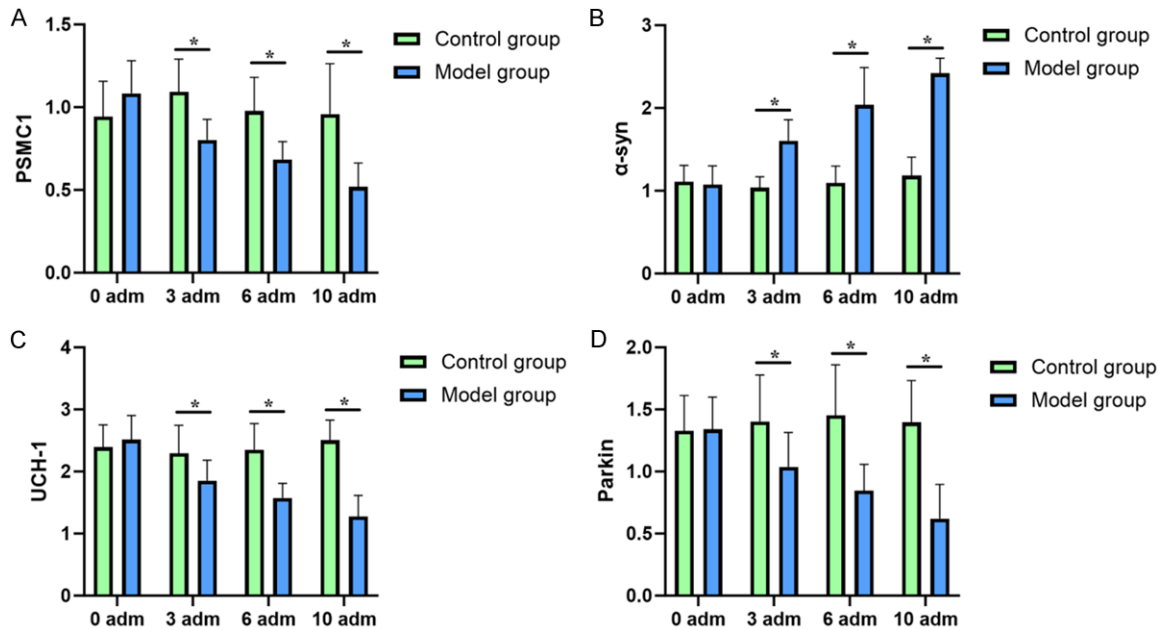 A
1.5
1.0
0.5
0.0
PSMC1
* * *
0 adm 3 adm 6 adm 10 adm
Control group
Model group
B
3
2
1
0
α-syn
* * *
0 adm 3 adm 6 adm 10 adm
Control group
Model group
C
4
3
2
1
0
UCH-1
* * *
0 adm 3 adm 6 adm 10 adm
Control group
Model group
D
2.0
1.5
1.0
0.5
0.0
Parkin
* * *
0 adm 3 adm 6 adm 10 adm
Control group
Model group